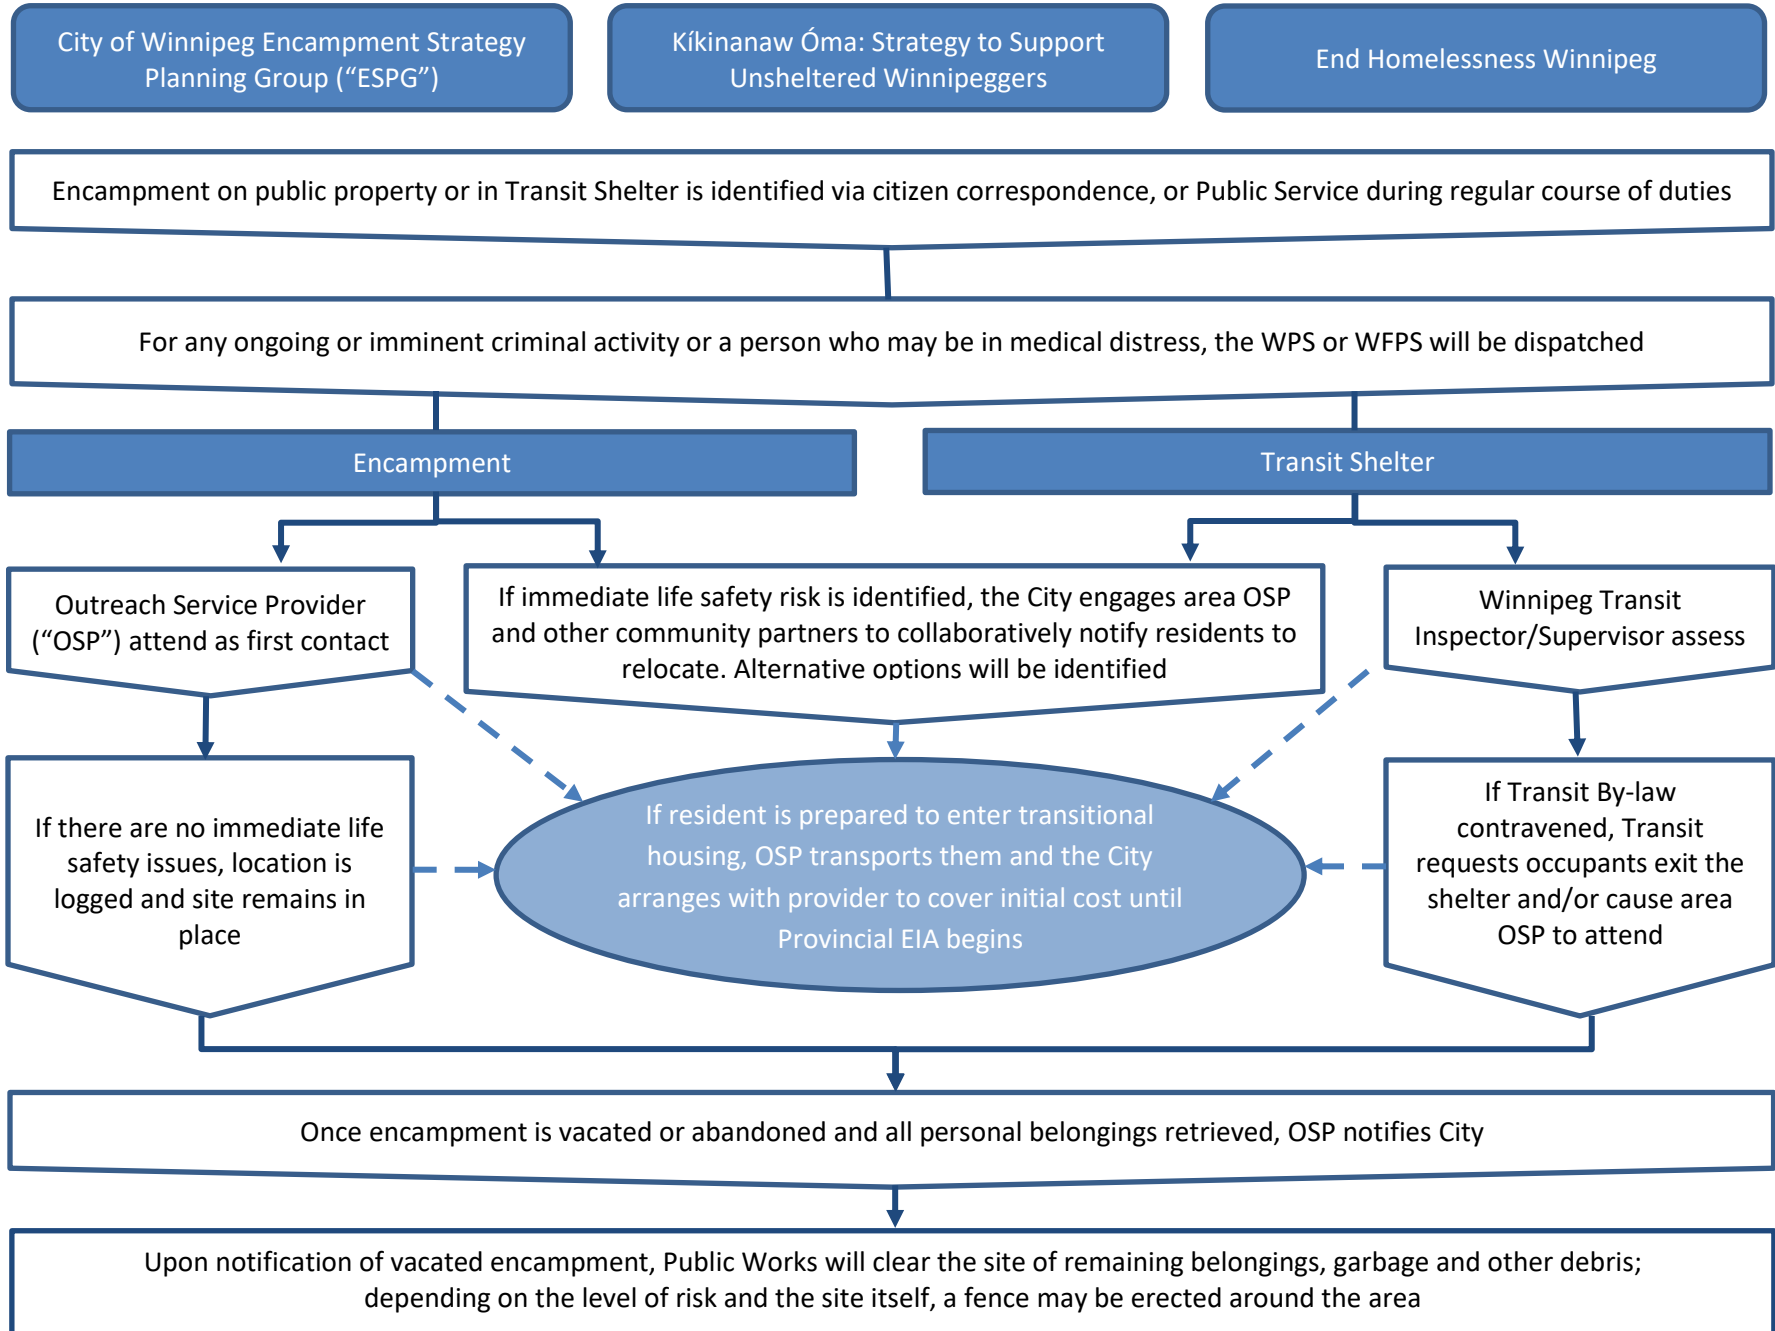 City of Winnipeg Encampment Strategy
Planning Group (“ESPG”)
Kíkinanaw Óma: Strategy to Support
Unsheltered Winnipeggers
End Homelessness Winnipeg
Encampment on public property or in Transit Shelter is identified via citizen correspondence, or Public Service during regular course of duties
For any ongoing or imminent criminal activity or a person who may be in medical distress, the WPS or WFPS will be dispatched
Encampment
Transit Shelter
Outreach Service Provider
(“OSP”) attend as first contact
If immediate life safety risk is identified, the City engages area OSP
and other community partners to collaboratively notify residents to
relocate. Alternative options will be identified
Winnipeg Transit
Inspector/Supervisor assess
If there are no immediate life
safety issues, location is
logged and site remains in
place
If resident is prepared to enter transitional
housing, OSP transports them and the City
arranges with provider to cover initial cost until
Provincial EIA begins
If Transit By-law
contravened, Transit
requests occupants exit the
shelter and/or cause area
OSP to attend
Once encampment is vacated or abandoned and all personal belongings retrieved, OSP notifies City
Upon notification of vacated encampment, Public Works will clear the site of remaining belongings, garbage and other debris;
depending on the level of risk and the site itself, a fence may be erected around the area